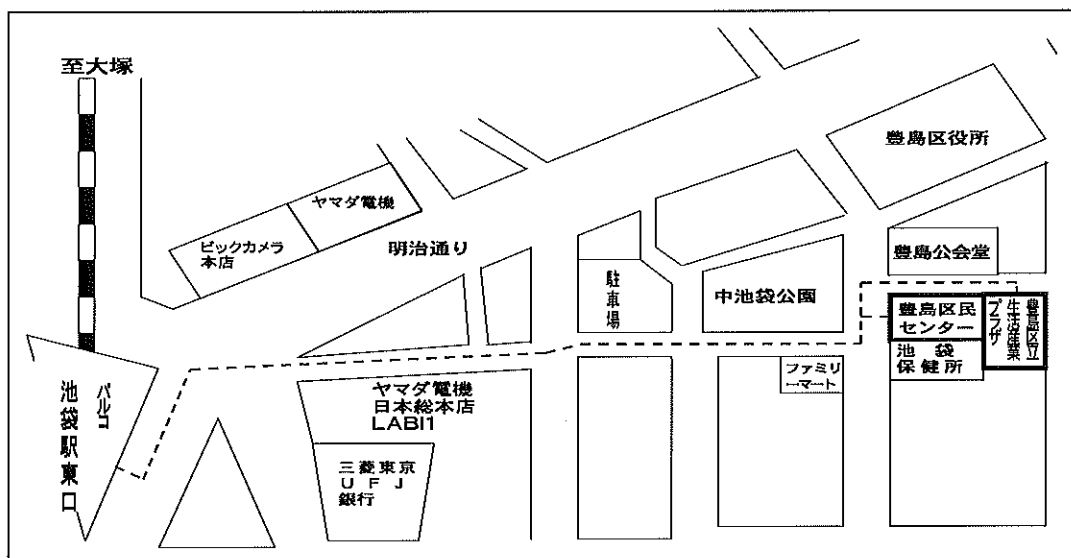 至大塚
豊島区役所
ヤマダ電機
ビックカメラ
本店
明治通り
豊島公会堂
駐車場
中池袋公園
豊島区民
センター
豊島区立
生活産業
プラザ
池袋
保健所
ファミリ
ーマート
パルコ
池袋駅東口
ヤマダ電機
日本総本店
LABI1
三菱東京
UFJ
銀行